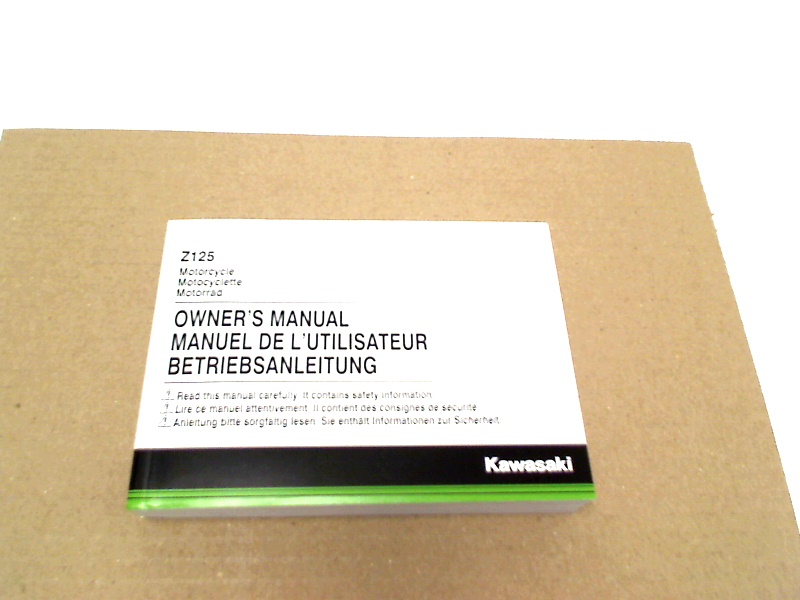 Z125
Motorcycle
Motocyclette
Motorrad
OWNER'S MANUAL
MANUEL DE L'UTILISATEUR
BETRIEBSANLEITUNG
Read this manual carefully. It contains safety information.
Lire ce manuel attentivement. Il contient des consignes de sécurité.
Anleitung bitte sorgfältig lesen. Sie enthält Informationen zur Sicherheit.
Kawasaki